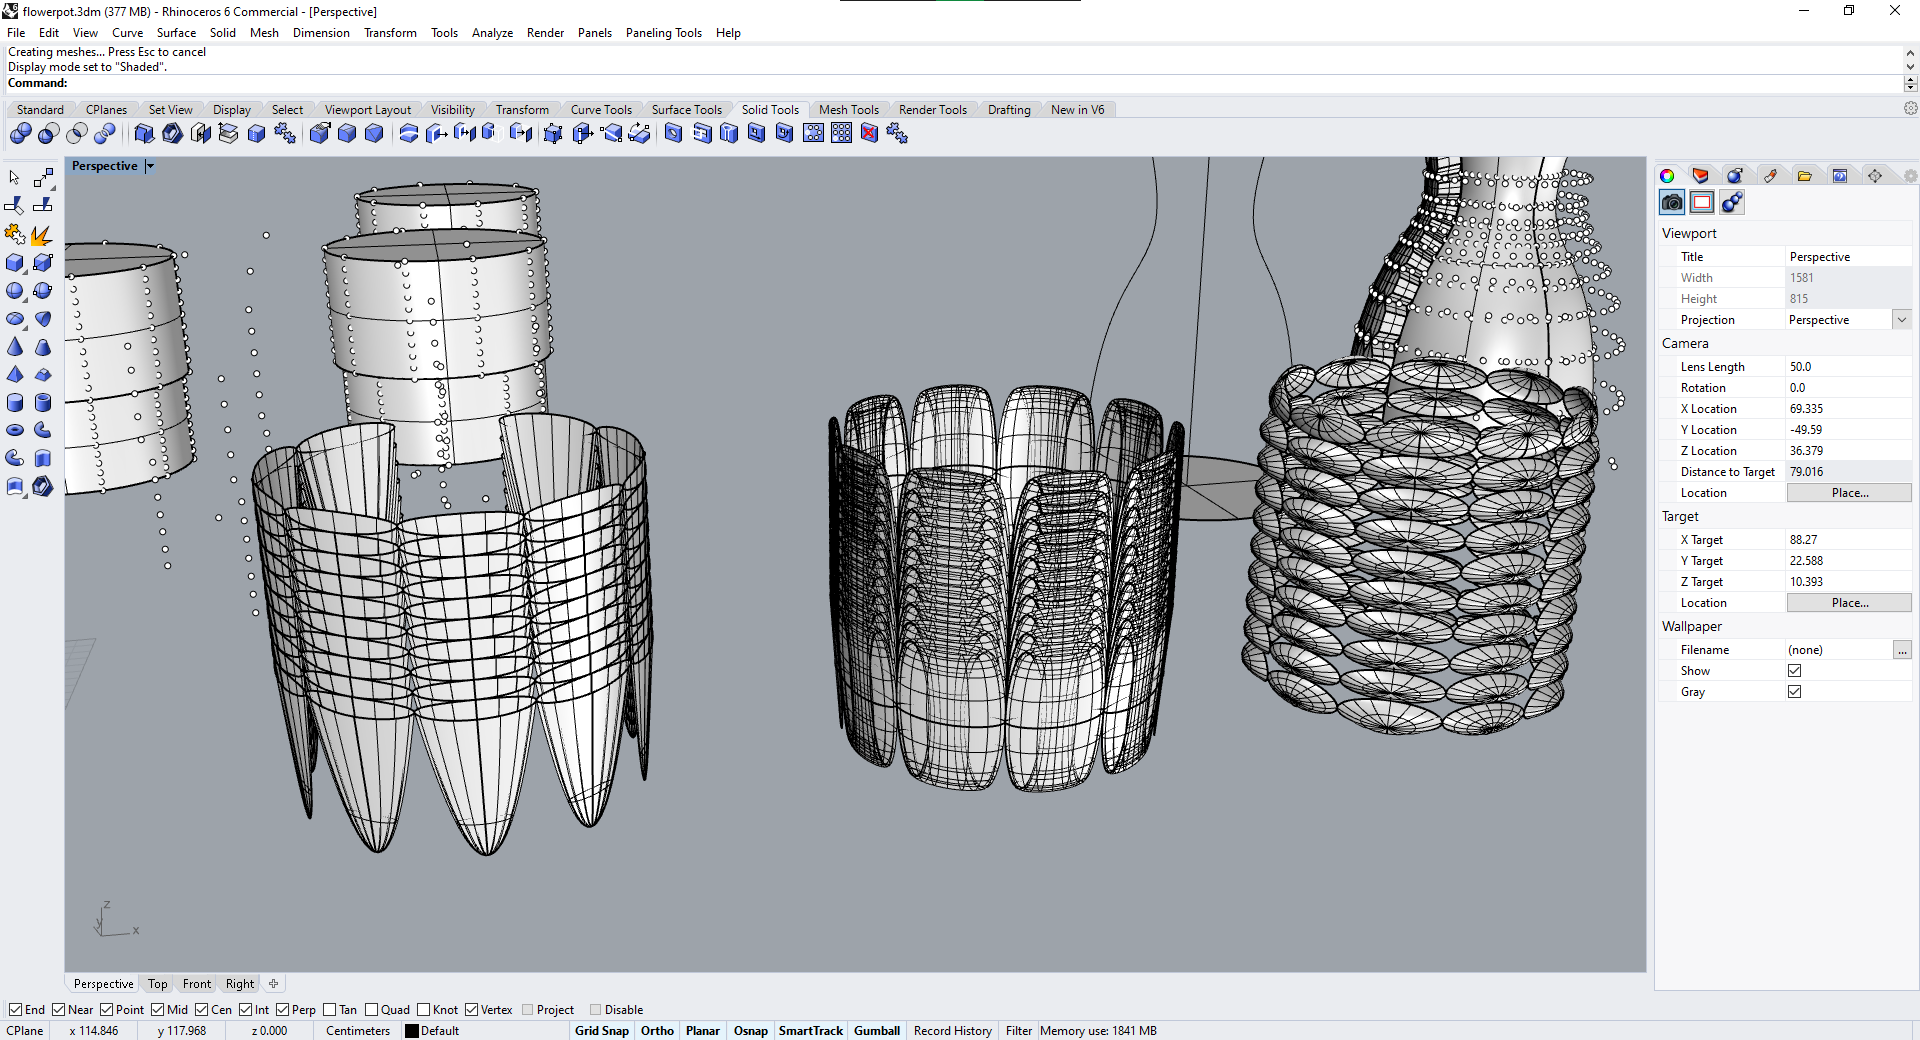 flowerpot.3dm (377 MB) - Rhinoceros 6 Commercial - [Perspective]
File Edit View Curve Surface Solid Mesh Dimension Transform Tools Analyze Render Panels Paneling Tools Help
Creating meshes... Press Esc to cancel
Display mode set to "Shaded".
Command:
Standard CPlanes Set View Display Select Viewport Layout Visibility Transform Curve Tools Surface Tools Solid Tools Mesh Tools Render Tools Drafting New in V6
Perspective
Viewport
Title Perspective
Width 1581
Height 815
Projection Perspective
Camera
Lens Length 50.0
Rotation 0.0
X Location 69.335
Y Location -49.59
Z Location 36.379
Distance to Target 79.016
Location Place...
Target
X Target 88.27
Y Target 22.588
Z Target 10.393
Location Place...
Wallpaper
Filename (none) ...
Show
Gray
z
y
x
Perspective Top Front Right
End Near Point Mid Cen Int Perp Tan Quad Knot Vertex Project Disable
CPlane x 114.846 y 117.968 z 0.000 Centimeters Default Grid Snap Ortho Planar Osnap SmartTrack Gumball Record History Filter Memory use: 1841 MB